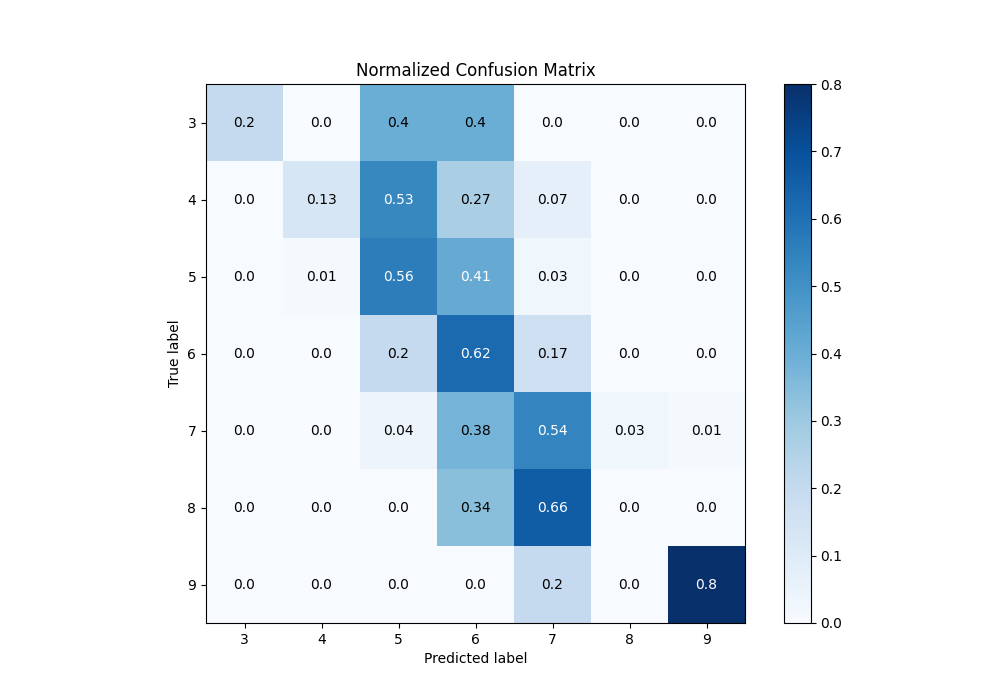 Normalized Confusion Matrix
3 0.2 0.0 0.4 0.4 0.0 0.0 0.0
4 0.0 0.13 0.53 0.27 0.07 0.0 0.0
5 0.0 0.01 0.56 0.41 0.03 0.0 0.0
6 0.0 0.0 0.2 0.62 0.17 0.0 0.0
7 0.0 0.0 0.04 0.38 0.54 0.03 0.01
8 0.0 0.0 0.0 0.34 0.66 0.0 0.0
9 0.0 0.0 0.0 0.0 0.2 0.0 0.8
3 4 5 6 7 8 9
Predicted label
True label
0.8
0.7
0.6
0.5
0.4
0.3
0.2
0.1
0.0